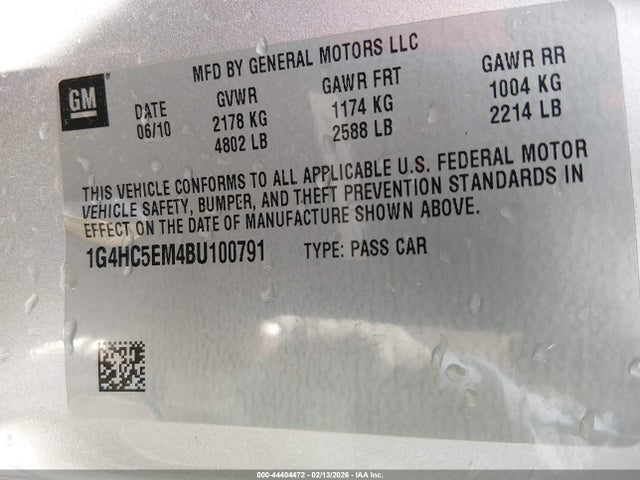 MFD BY GENERAL MOTORS LLC
GM
DATE GVWR GAWR FRT GAWR RR
06/10 2178 KG 1174 KG 1004 KG
4802 LB 2588 LB 2214 LB
THIS VEHICLE CONFORMS TO ALL APPLICABLE U.S. FEDERAL MOTOR
VEHICLE SAFETY, BUMPER, AND THEFT PREVENTION STANDARDS IN
EFFECT ON THE DATE OF MANUFACTURE SHOWN ABOVE.
1G4HC5EM4BU100791 TYPE: PASS CAR
000-44404472 - 02/13/2026 - IAA Inc.